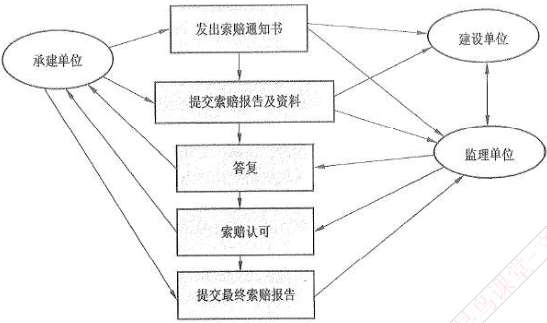 发出索赔通知书
建设单位
承建单位
提交索赔报告及资料
答复
监理单位
索赔认可
提交最终索赔报告